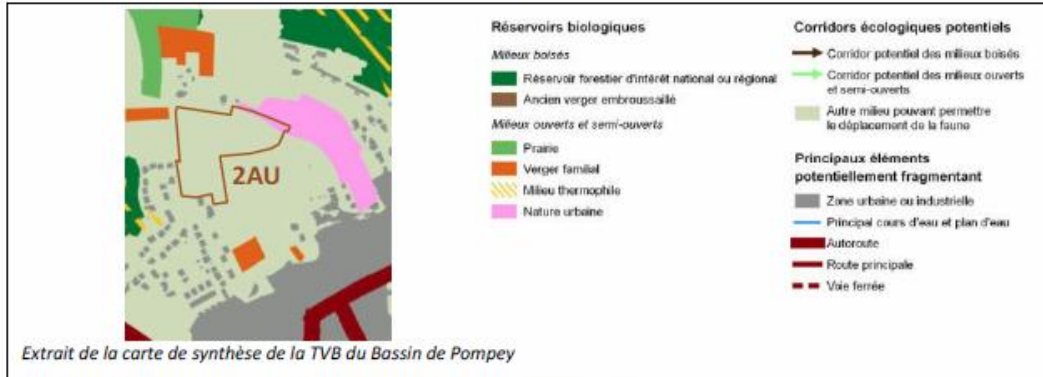 2AU
Extrait de la carte de synthèse de la TVB du Bassin de Pompey
Réservoirs biologiques
Milieux boisés
Réservoir forestier d'intérêt national ou régional
Ancien verger embroussaillé
Milieux ouverts et semi-ouverts
Prairie
Verger familial
Milieu thermophile
Nature urbaine
Corridors écologiques potentiels
Corridor potentiel des milieux boisés
Corridor potentiel des milieux ouverts
et semi-ouverts
Autre milieu pouvant permettre
le déplacement de la faune
Principaux éléments
potentiellement fragmentant
Zone urbaine ou industrielle
Principal cours d'eau et plan d'eau
Autoroute
Route principale
Voie ferrée